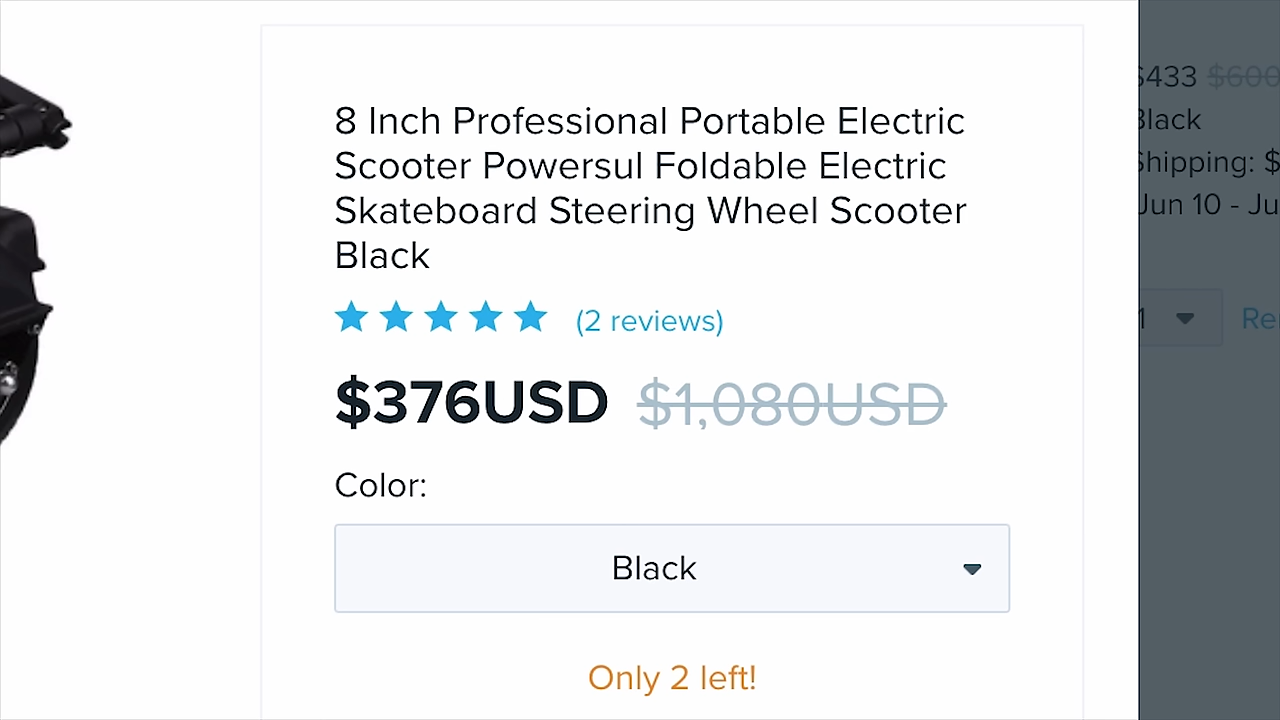 8 Inch Professional Portable Electric
Scooter Powersul Foldable Electric
Skateboard Steering Wheel Scooter
Black
(2 reviews)
$376USD $1,080USD
Color:
Black
Only 2 left!
$433 $600
Black
Shipping: $
Jun 10 - Ju
1